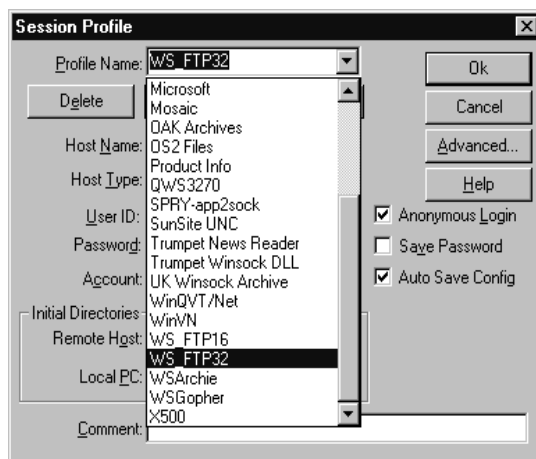 Session Profile
Profile Name:
WS_FTP32
Ok
Delete
Cancel
Advanced...
Help
Host Name:
Host Type:
User ID:
Password:
Account:
Initial Directories
Remote Host:
Local PC:
Comment:
Microsoft
Mosaic
OAK Archives
OS2 Files
Product Info
QWS3270
SPRY-app2sock
SunSite UNC
Trumpet News Reader
Trumpet Winsock DLL
UK Winsock Archive
WinQVT/Net
WinVN
WS_FTP16
WS_FTP32
WSArchie
WSGopher
X500
Anonymous Login
Save Password
Auto Save Config